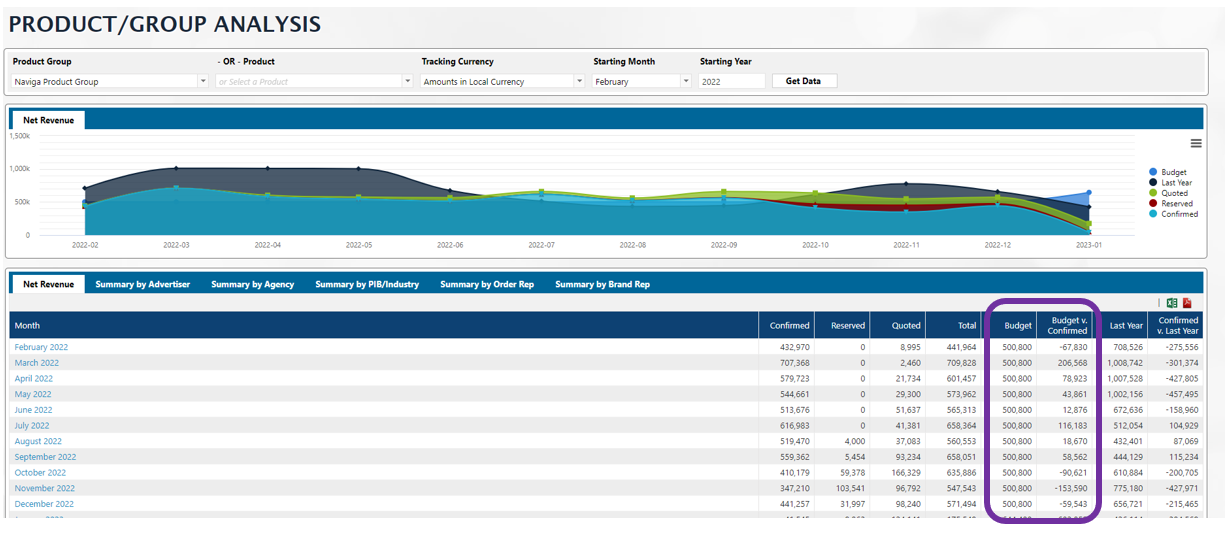 PRODUCT/GROUP ANALYSIS
Product Group - OR - Product Tracking Currency Starting Month Starting Year
Naviga Product Group or Select a Product Amounts in Local Currency February 2022 Get Data
Net Revenue
1,500k
1,000k
500k
0
2022-02 2022-03 2022-04 2022-05 2022-06 2022-07 2022-08 2022-09 2022-10 2022-11 2022-12 2023-01
Budget
Last Year
Quoted
Reserved
Confirmed
Net Revenue Summary by Advertiser Summary by Agency Summary by PIB/Industry Summary by Order Rep Summary by Brand Rep
Month Confirmed Reserved Quoted Total Budget Budget v. Confirmed Last Year Confirmed v. Last Year
February 2022 432,970 0 8,995 441,964 500,800 -67,830 708,526 -275,556
March 2022 707,368 0 2,460 709,828 500,800 206,568 1,008,742 -301,374
April 2022 579,723 0 21,734 601,457 500,800 78,923 1,007,528 -427,805
May 2022 544,661 0 29,300 573,962 500,800 43,861 1,002,156 -457,495
June 2022 513,676 0 51,637 565,313 500,800 12,876 672,636 -158,960
July 2022 616,983 0 41,381 658,364 500,800 116,183 512,054 104,929
August 2022 519,470 4,000 37,083 560,553 500,800 18,670 432,401 87,069
September 2022 559,362 5,454 93,234 658,051 500,800 58,562 444,129 115,234
October 2022 410,179 59,378 166,329 635,886 500,800 -90,621 610,884 -200,705
November 2022 347,210 103,541 96,792 547,543 500,800 -153,590 775,180 -427,971
December 2022 441,257 31,997 98,240 571,494 500,800 -59,543 656,721 -215,465